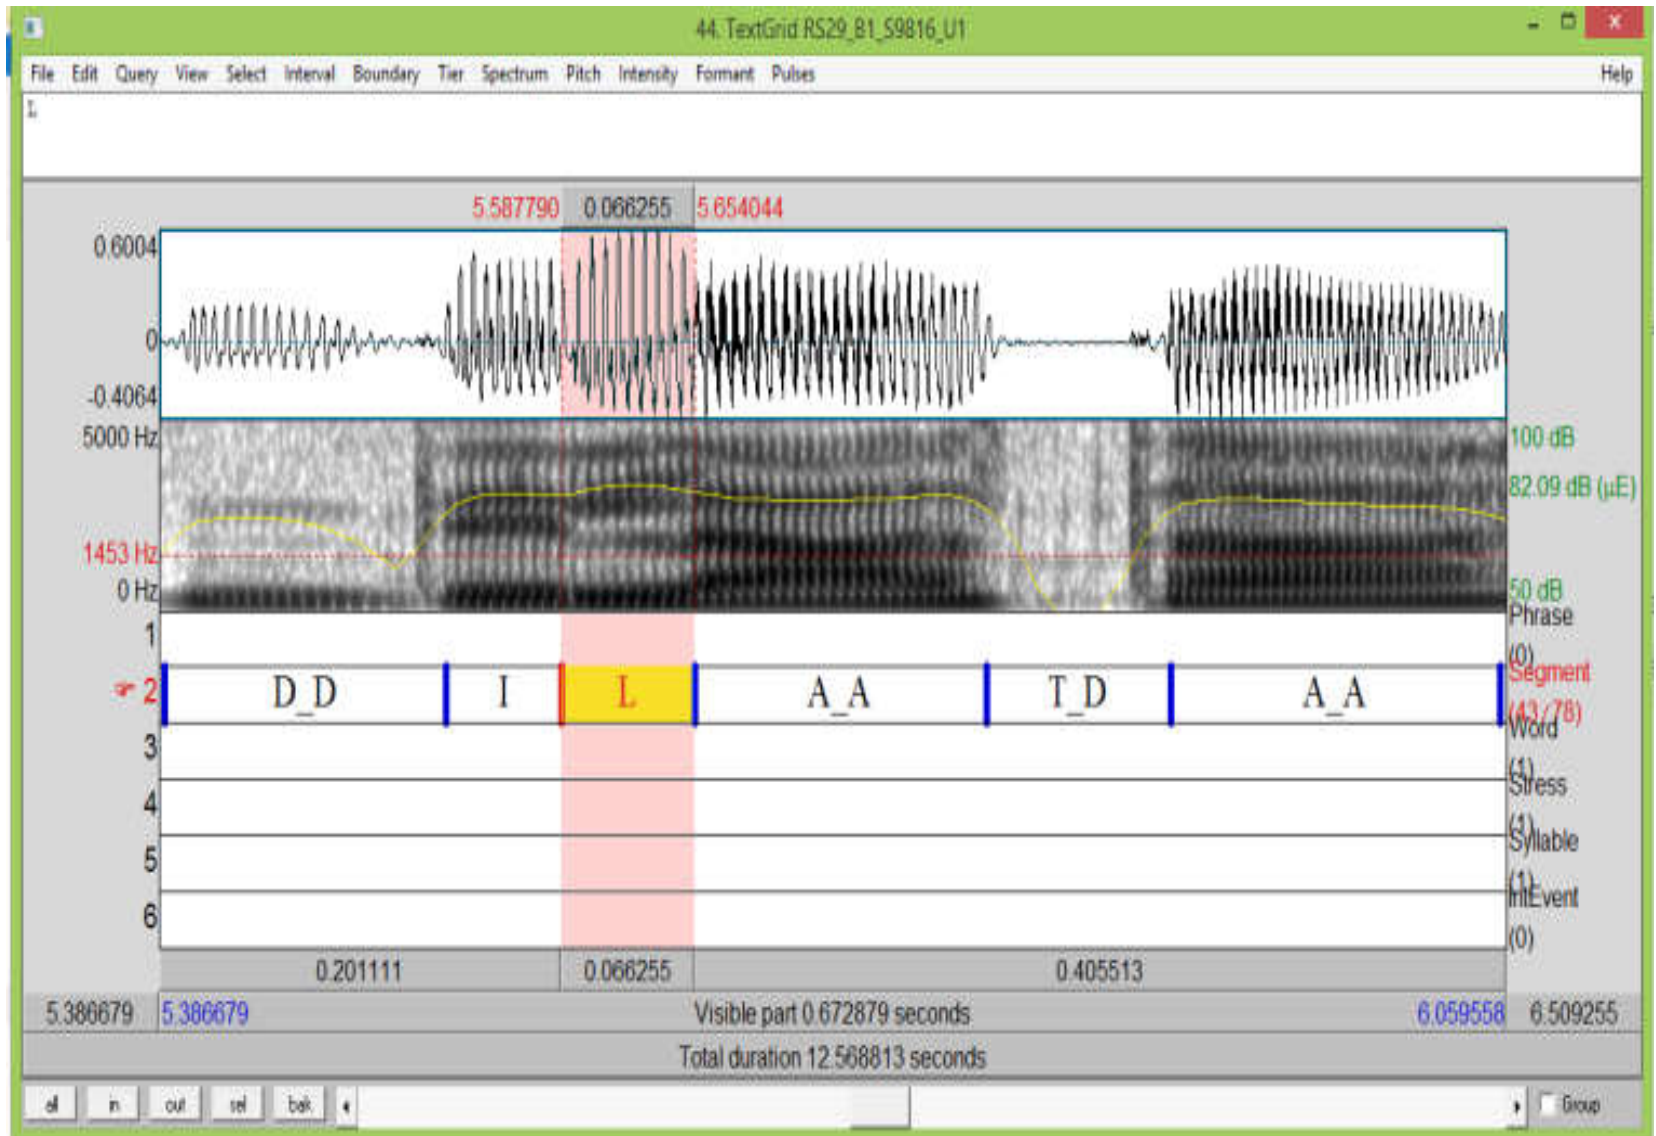 44. TextGrid RS29_B1_S9816_U1
File Edit Query View Select Interval Boundary Tier Spectrum Pitch Intensity Formant Pulses Help
L
5.587790 0.066255 5.654044
0.6004
0
-0.4064
5000 Hz 100 dB
82.09 dB (µE)
1453 Hz
0 Hz 50 dB
1 Phrase
(0)
2 D_D I L A_A T_D A_A Segment
(43/78)
3 Word
(1)
4 Stress
(1)
5 Syllable
(1)
6 IntEvent
(0)
0.201111 0.066255 0.405513
5.386679 5.386679 Visible part 0.672879 seconds 6.059558 6.509255
Total duration 12.568813 seconds
all in out sel bak Group